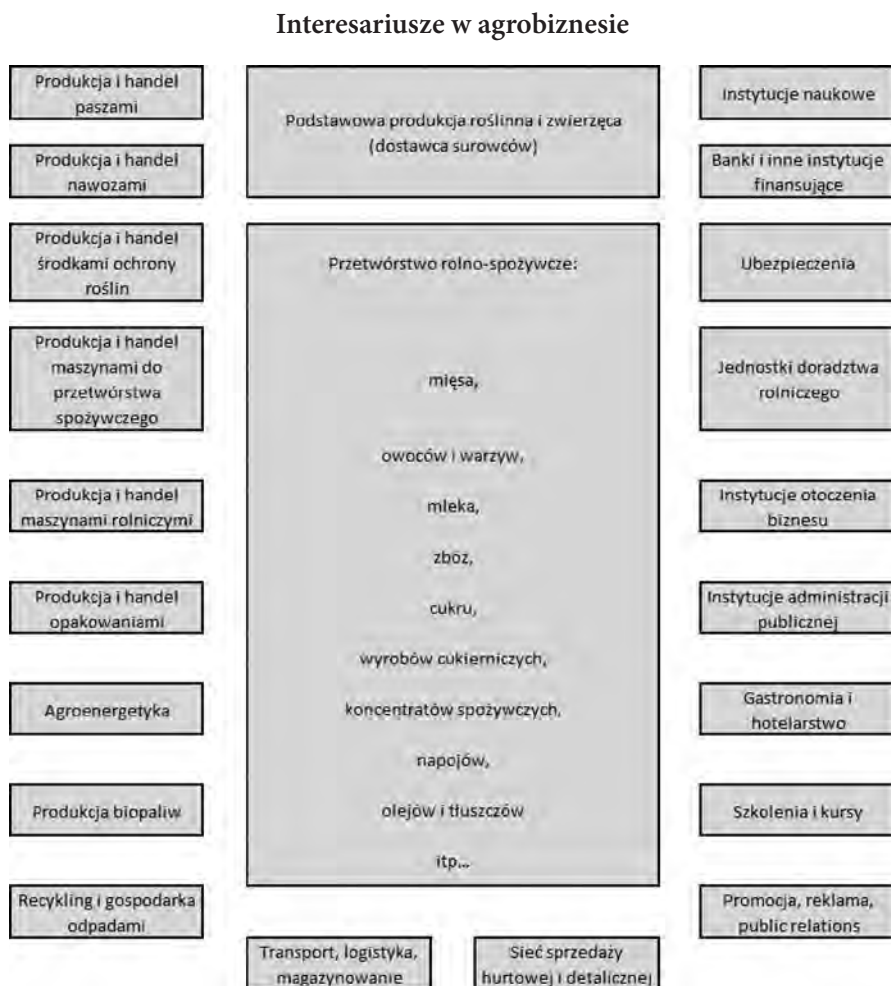 Interesariusze w agrobiznesie
Produkcja i handel
paszami
Produkcja i handel
nawozami
Produkcja i handel
środkami ochrony
roślin
Produkcja i handel
maszynami do
przetwórstwa
spożywczego
Produkcja i handel
maszynami rolniczymi
Produkcja i handel
opakowaniami
Agroenergetyka
Produkcja biopaliw
Recykling i gospodarka
odpadami
Podstawowa produkcja roślinna i zwierzęca
(dostawca surowców)
Przetwórstwo rolno-spożywcze:
mięsa,
owoców i warzyw,
mleka,
zbóż,
cukru,
wyrobów cukierniczych,
koncentratów spożywczych,
napojów,
olejów i tłuszczów
itp...
Transport, logistyka,
magazynowanie
Sieć sprzedaży
hurtowej i detalicznej
Instytucje naukowe
Banki i inne instytucje
finansujące
Ubezpieczenia
Jednostki doradztwa
rolniczego
Instytucje otoczenia
biznesu
Instytucje administracji
publicznej
Gastronomia i
hotelarstwo
Szkolenia i kursy
Promocja, reklama,
public relations